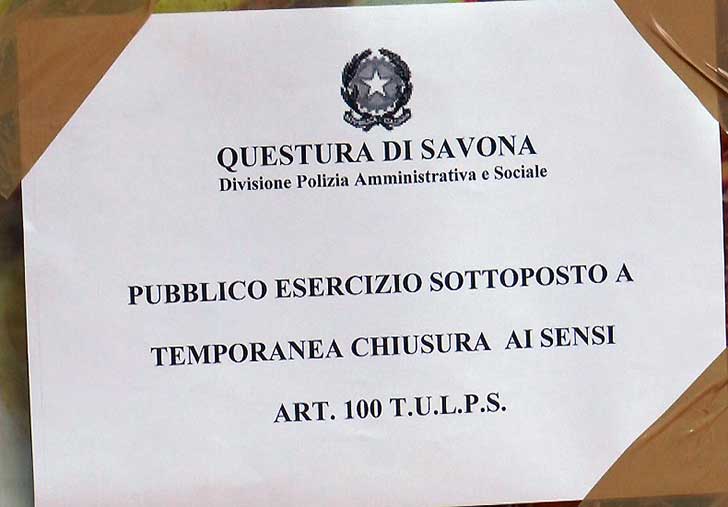 QUESTURA DI SAVONA
Divisione Polizia Amministrativa e Sociale
PUBBLICO ESERCIZIO SOTTOPOSTO A
TEMPORANEA CHIUSURA AI SENSI
ART. 100 T.U.L.P.S.